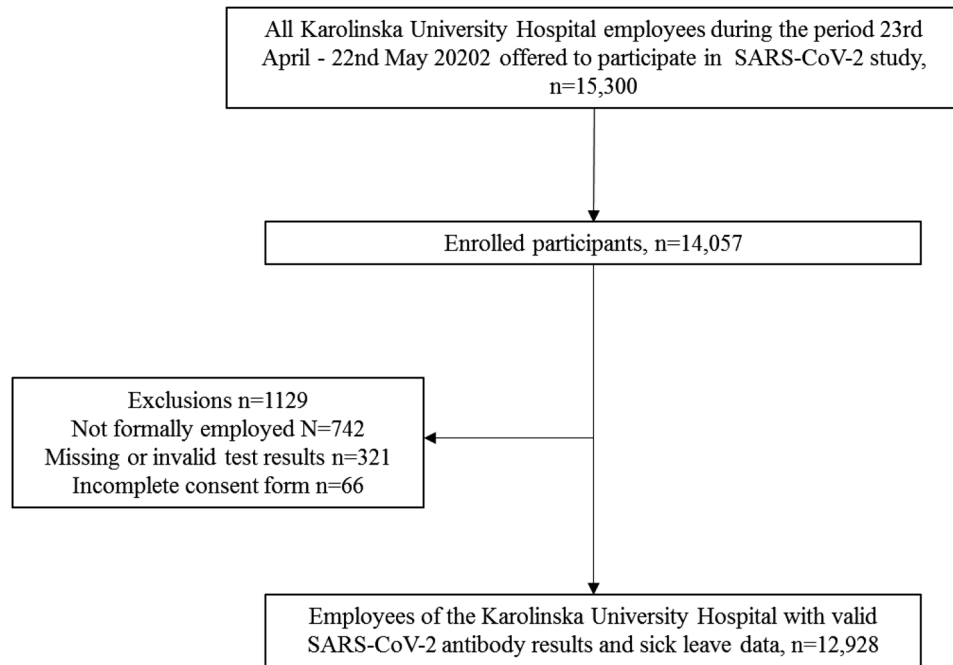 All Karolinska University Hospital employees during the period 23rd
April - 22nd May 20202 offered to participate in SARS-CoV-2 study,
n=15,300
Enrolled participants, n=14,057
Exclusions n=1129
Not formally employed N=742
Missing or invalid test results n=321
Incomplete consent form n=66
Employees of the Karolinska University Hospital with valid
SARS-CoV-2 antibody results and sick leave data, n=12,928